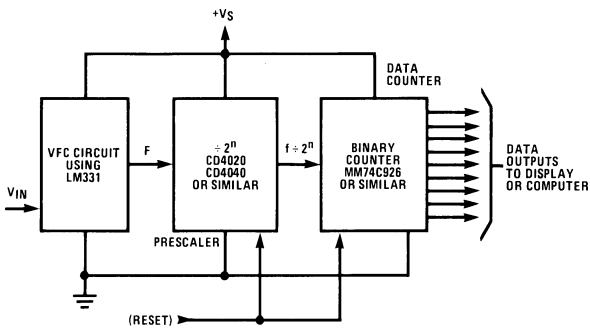 +VS
DATA
COUNTER
VFC CIRCUIT
USING
LM331
F
÷ 2ⁿ
CD4020
CD4040
OR SIMILAR
f ÷ 2ⁿ
BINARY
COUNTER
MM74C926
OR SIMILAR
DATA
OUTPUTS
TO DISPLAY
OR COMPUTER
VIN
PRESCALER
(RESET)